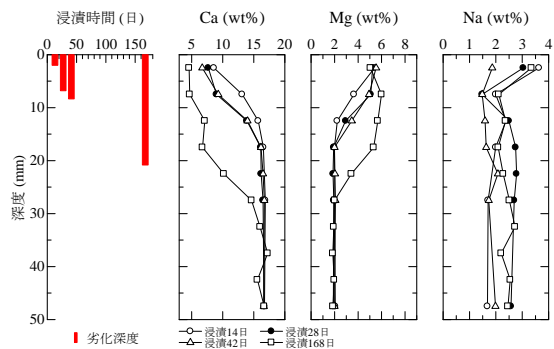 浸漬時間 (日)
Ca (wt%)
Mg (wt%)
Na (wt%)
0 50 100 150
5 10 15 20
0 2 4 6 8
0 1 2 3 4
0
10
20
30
40
50
深度 (mm)
劣化深度
浸漬14日
浸漬28日
浸漬42日
浸漬168日